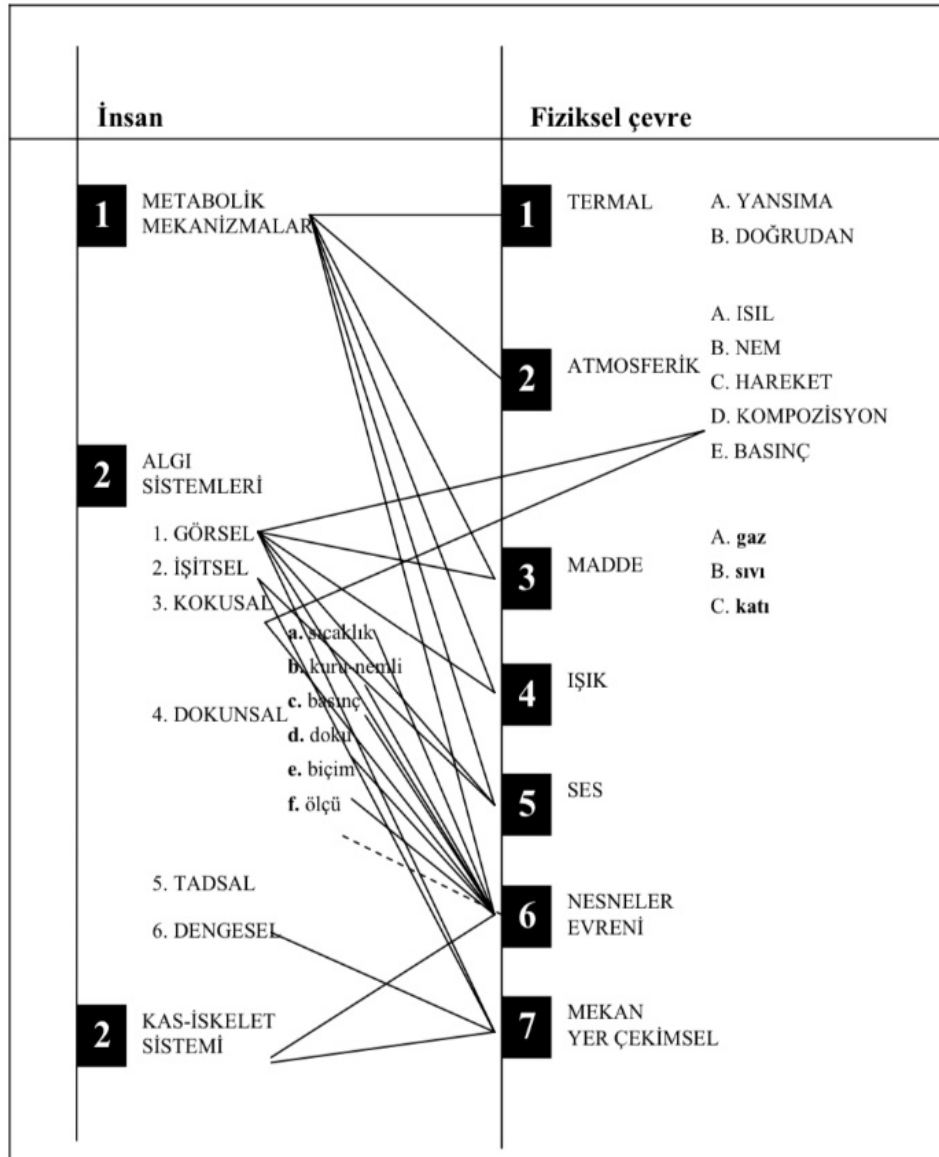 İnsan
Fiziksel çevre
1
METABOLİK
MEKANİZMALAR
1
TERMAL
A. YANSIMA
B. DOĞRUDAN
2
ATMOSFERİK
A. ISIL
B. NEM
C. HAREKET
D. KOMPOZİSYON
E. BASINÇ
2
ALGI
SİSTEMLERİ
1. GÖRSEL
2. İŞİTSEL
3. KOKUSAL
a. sıcaklık
b. kuru-nemli
c. basınç
4. DOKUNSAL
d. doku
e. biçim
f. ölçü
5. TADSAL
6. DENGESEL
3
MADDE
A. gaz
B. sıvı
C. katı
4
IŞIK
5
SES
6
NESNELER
EVRENİ
2
KAS-İSKELET
SİSTEMİ
7
MEKAN
YER ÇEKİMSEL